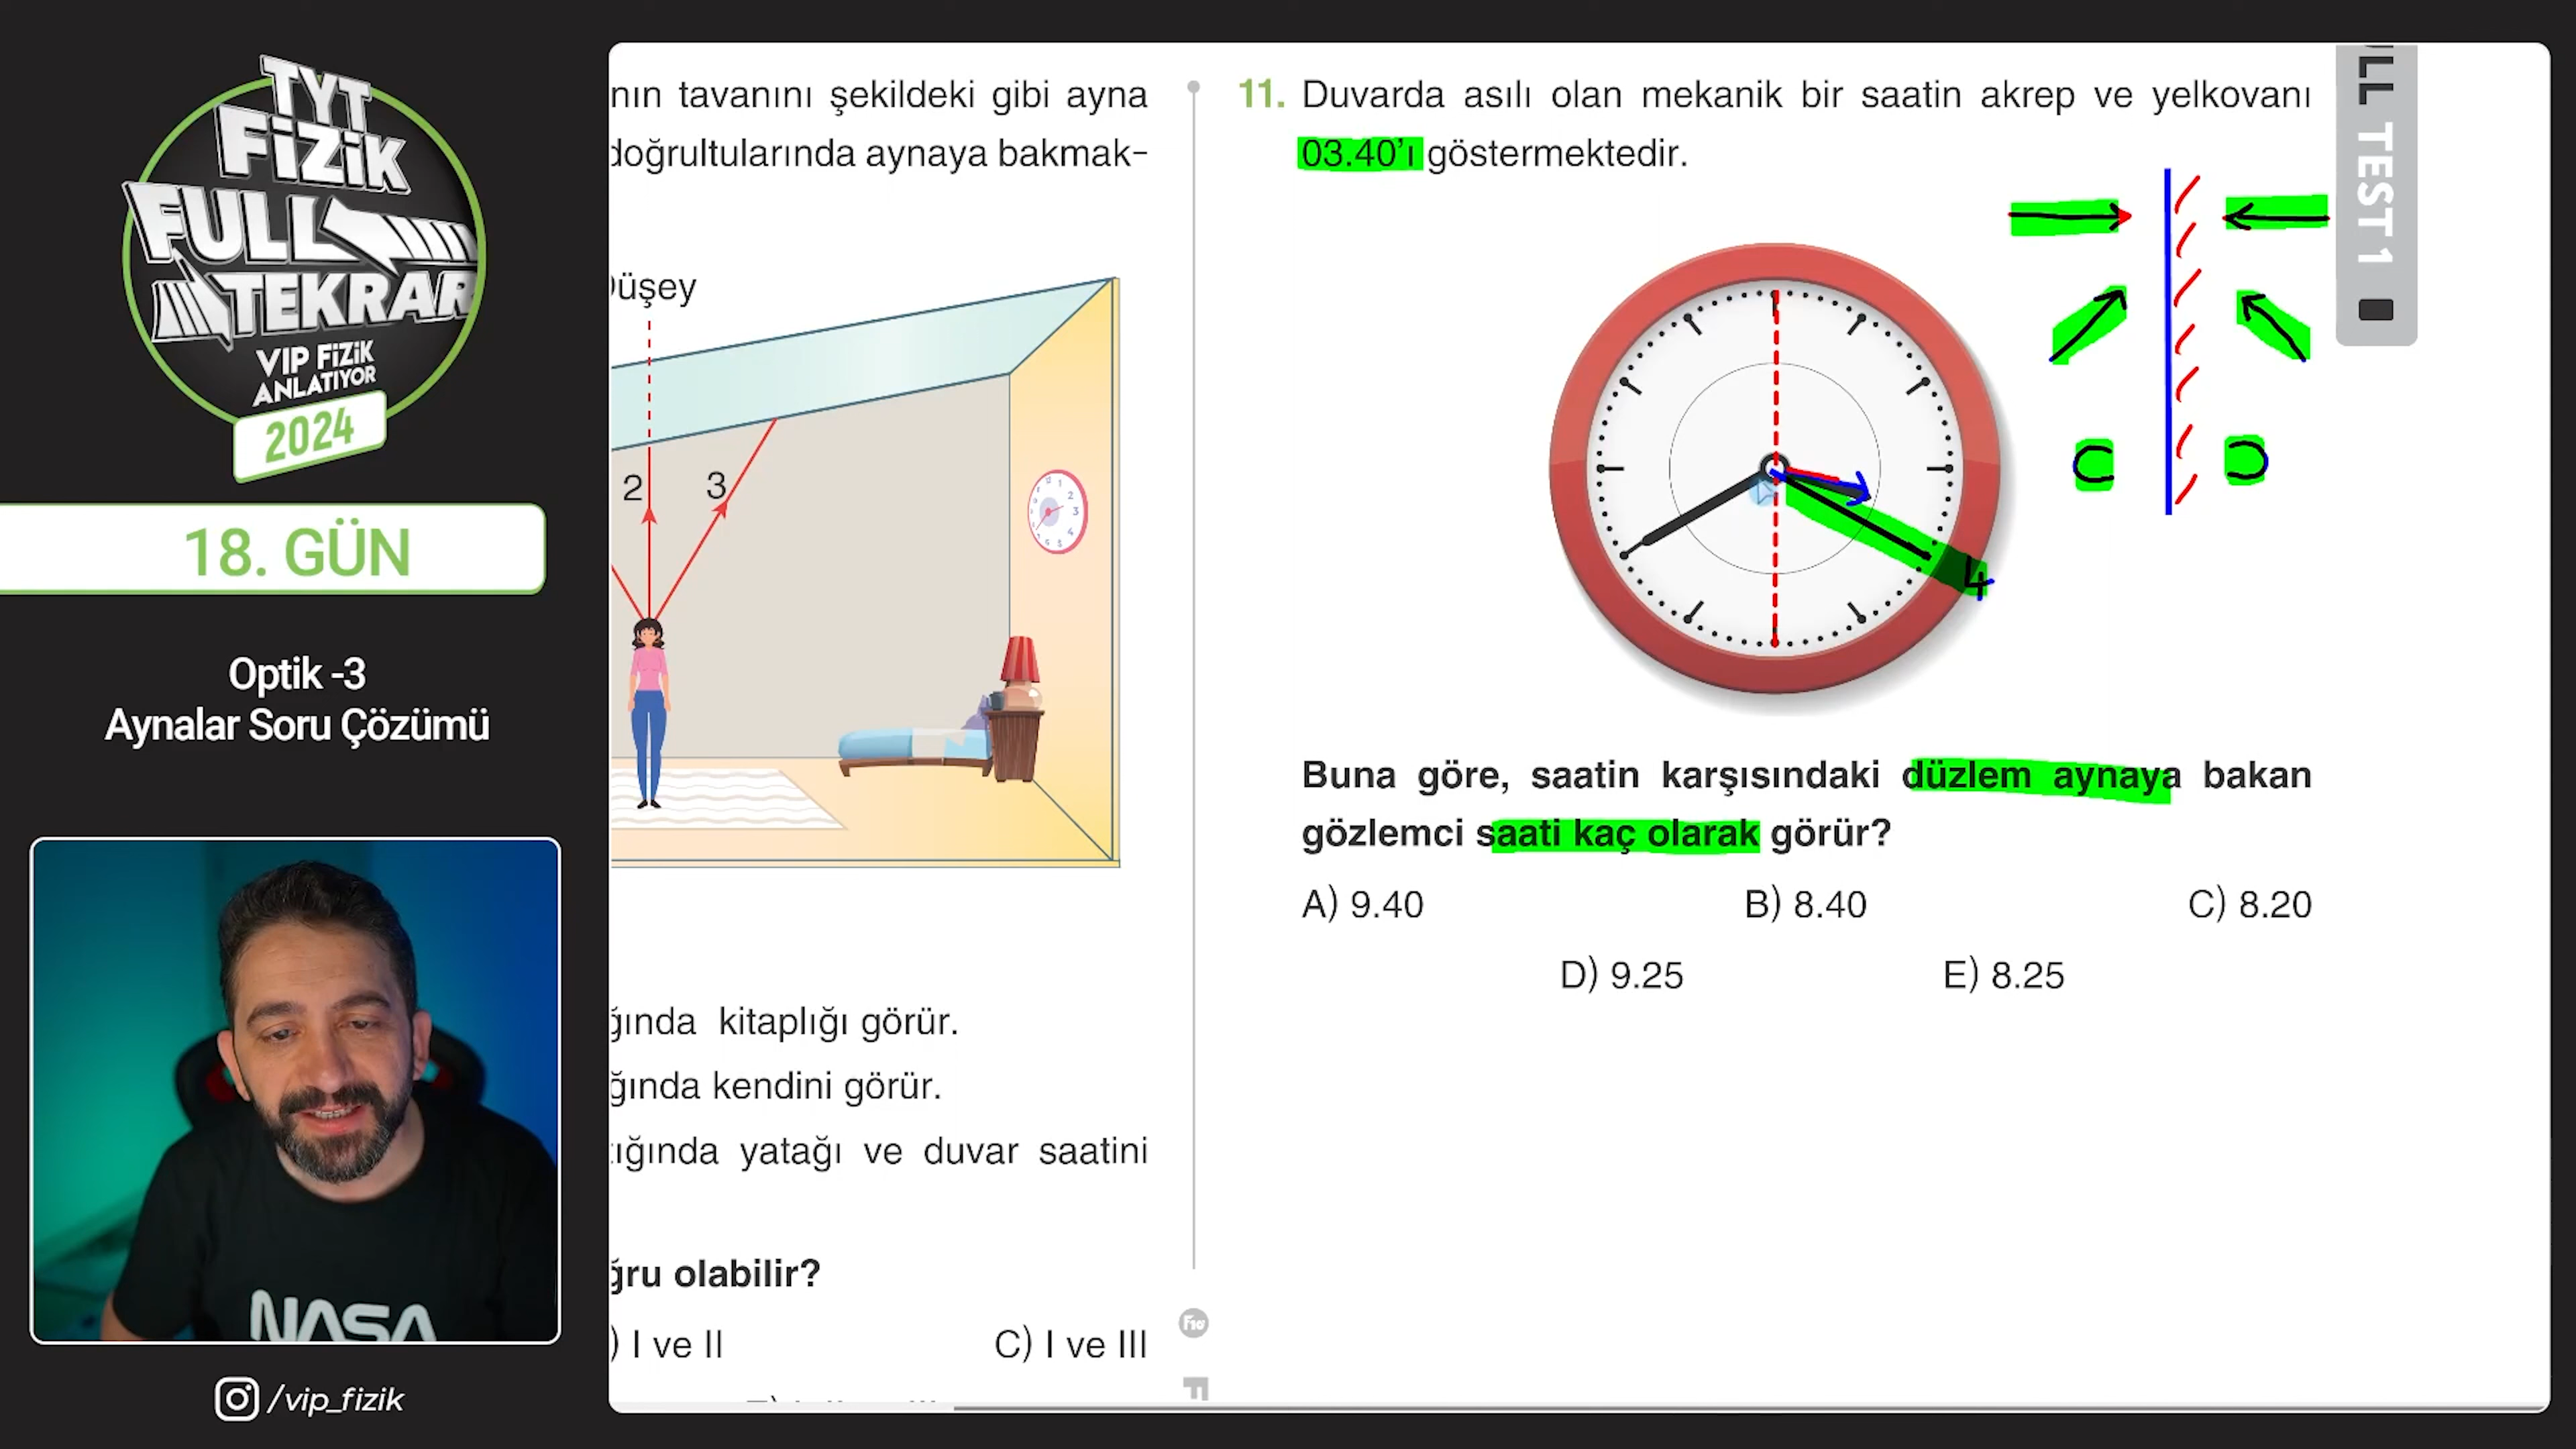 TYT
FİZİK
FULL
TEKRAR
VIP FİZİK
ANLATIYOR
2024
18. GÜN
Optik -3
Aynalar Soru Çözümü
NASA
/vip_fizik
nın tavanını şekildeki gibi ayna
doğrultularında aynaya bakmak-
Düşey
2
3
ğında kitaplığı görür.
ğında kendini görür.
ığında yatağı ve duvar saatini
ğru olabilir?
) I ve II
C) I ve III
11. Duvarda asılı olan mekanik bir saatin akrep ve yelkovanı
03.40'ı göstermektedir.
4
Buna göre, saatin karşısındaki düzlem aynaya bakan
gözlemci saati kaç olarak görür?
A) 9.40
B) 8.40
C) 8.20
D) 9.25
E) 8.25
ULL TEST 1